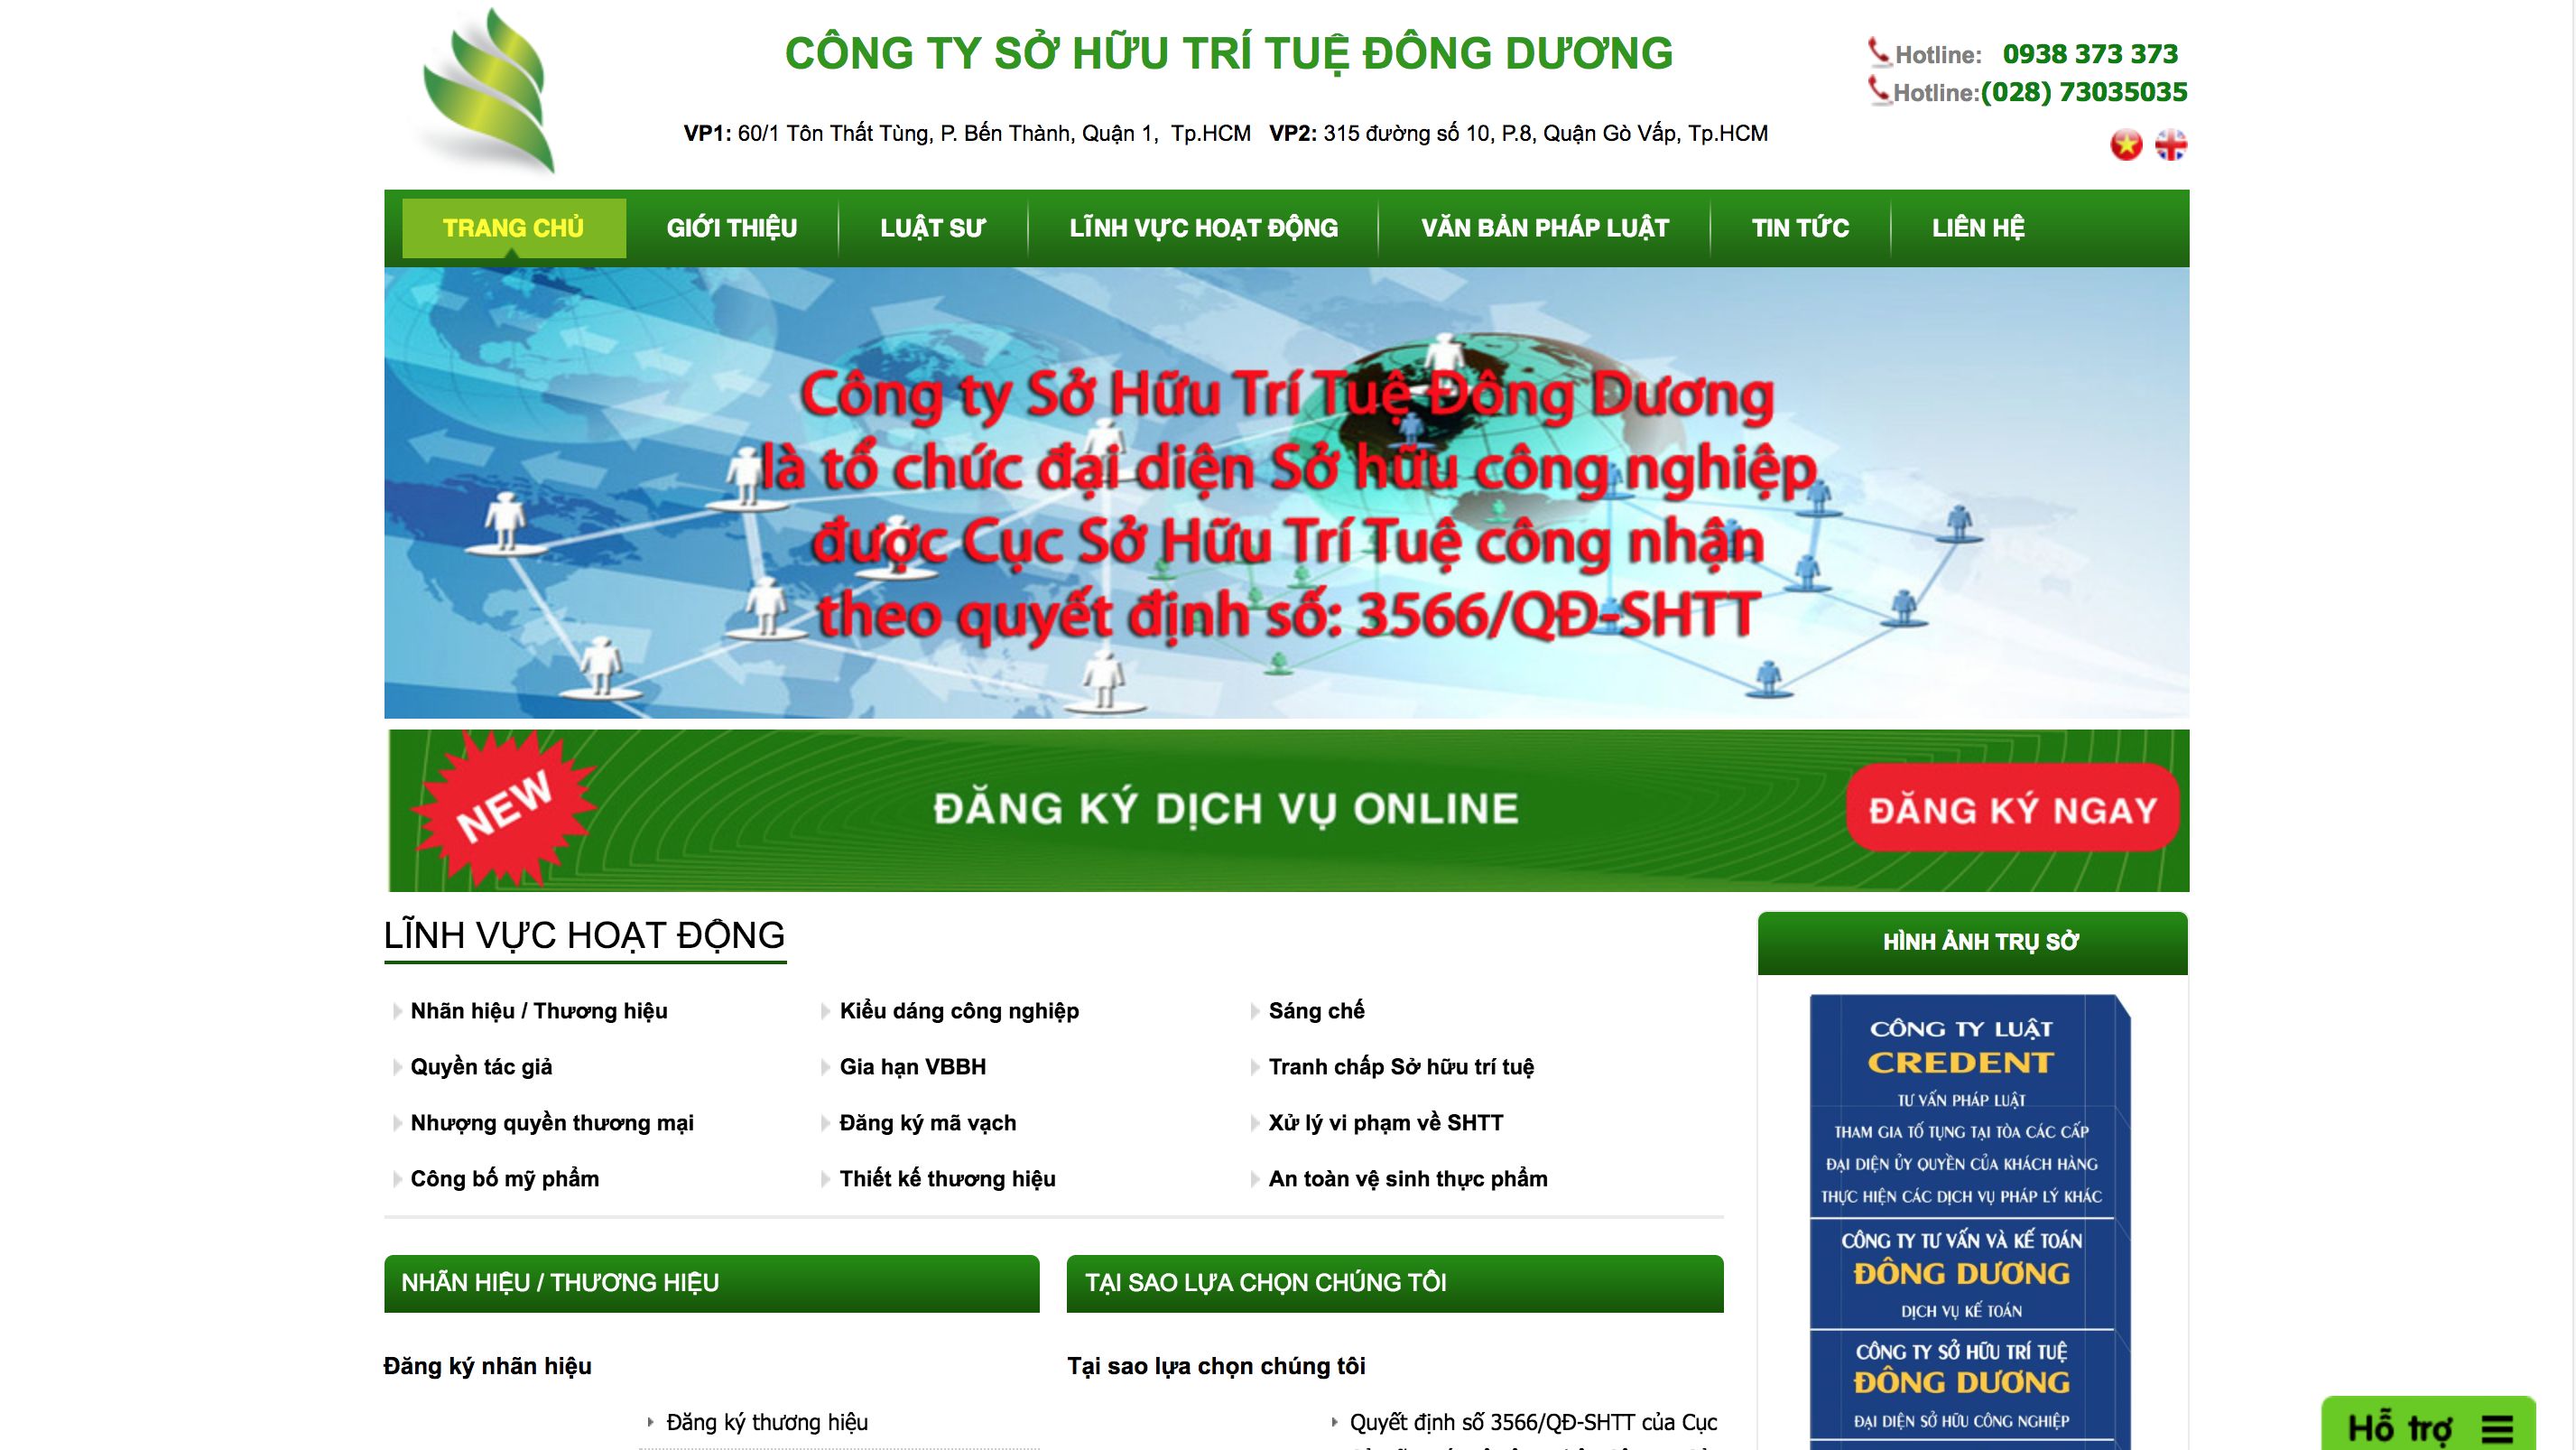 CÔNG TY SỞ HỮU TRÍ TUỆ ĐÔNG DƯƠNG
Hotline: 0938 373 373
Hotline:(028) 73035035
VP1: 60/1 Tôn Thất Tùng, P. Bến Thành, Quận 1, Tp.HCM VP2: 315 đường số 10, P.8, Quận Gò Vấp, Tp.HCM
TRANG CHỦ GIỚI THIỆU LUẬT SƯ LĨNH VỰC HOẠT ĐỘNG VĂN BẢN PHÁP LUẬT TIN TỨC LIÊN HỆ
Công ty Sở Hữu Trí Tuệ Đông Dương
là tổ chức đại diện Sở hữu công nghiệp
được Cục Sở Hữu Trí Tuệ công nhận
theo quyết định số: 3566/QĐ-SHTT
NEW ĐĂNG KÝ DỊCH VỤ ONLINE ĐĂNG KÝ NGAY
LĨNH VỰC HOẠT ĐỘNG
Nhãn hiệu / Thương hiệu Kiểu dáng công nghiệp Sáng chế
Quyền tác giả Gia hạn VBBH Tranh chấp Sở hữu trí tuệ
Nhượng quyền thương mại Đăng ký mã vạch Xử lý vi phạm về SHTT
Công bố mỹ phẩm Thiết kế thương hiệu An toàn vệ sinh thực phẩm
NHÃN HIỆU / THƯƠNG HIỆU
Đăng ký nhãn hiệu
Đăng ký thương hiệu
TẠI SAO LỰA CHỌN CHÚNG TÔI
Tại sao lựa chọn chúng tôi
Quyết định số 3566/QĐ-SHTT của Cục
HÌNH ẢNH TRỤ SỞ
CÔNG TY LUẬT
CREDENT
TƯ VẤN PHÁP LUẬT
THAM GIA TỐ TỤNG TẠI TÒA CÁC CẤP
ĐẠI DIỆN ỦY QUYỀN CỦA KHÁCH HÀNG
THỰC HIỆN CÁC DỊCH VỤ PHÁP LÝ KHÁC
CÔNG TY TƯ VẤN VÀ KẾ TOÁN
ĐÔNG DƯƠNG
DỊCH VỤ KẾ TOÁN
CÔNG TY SỞ HỮU TRÍ TUỆ
ĐÔNG DƯƠNG
ĐẠI DIỆN SỞ HỮU CÔNG NGHIỆP
Hỗ trợ